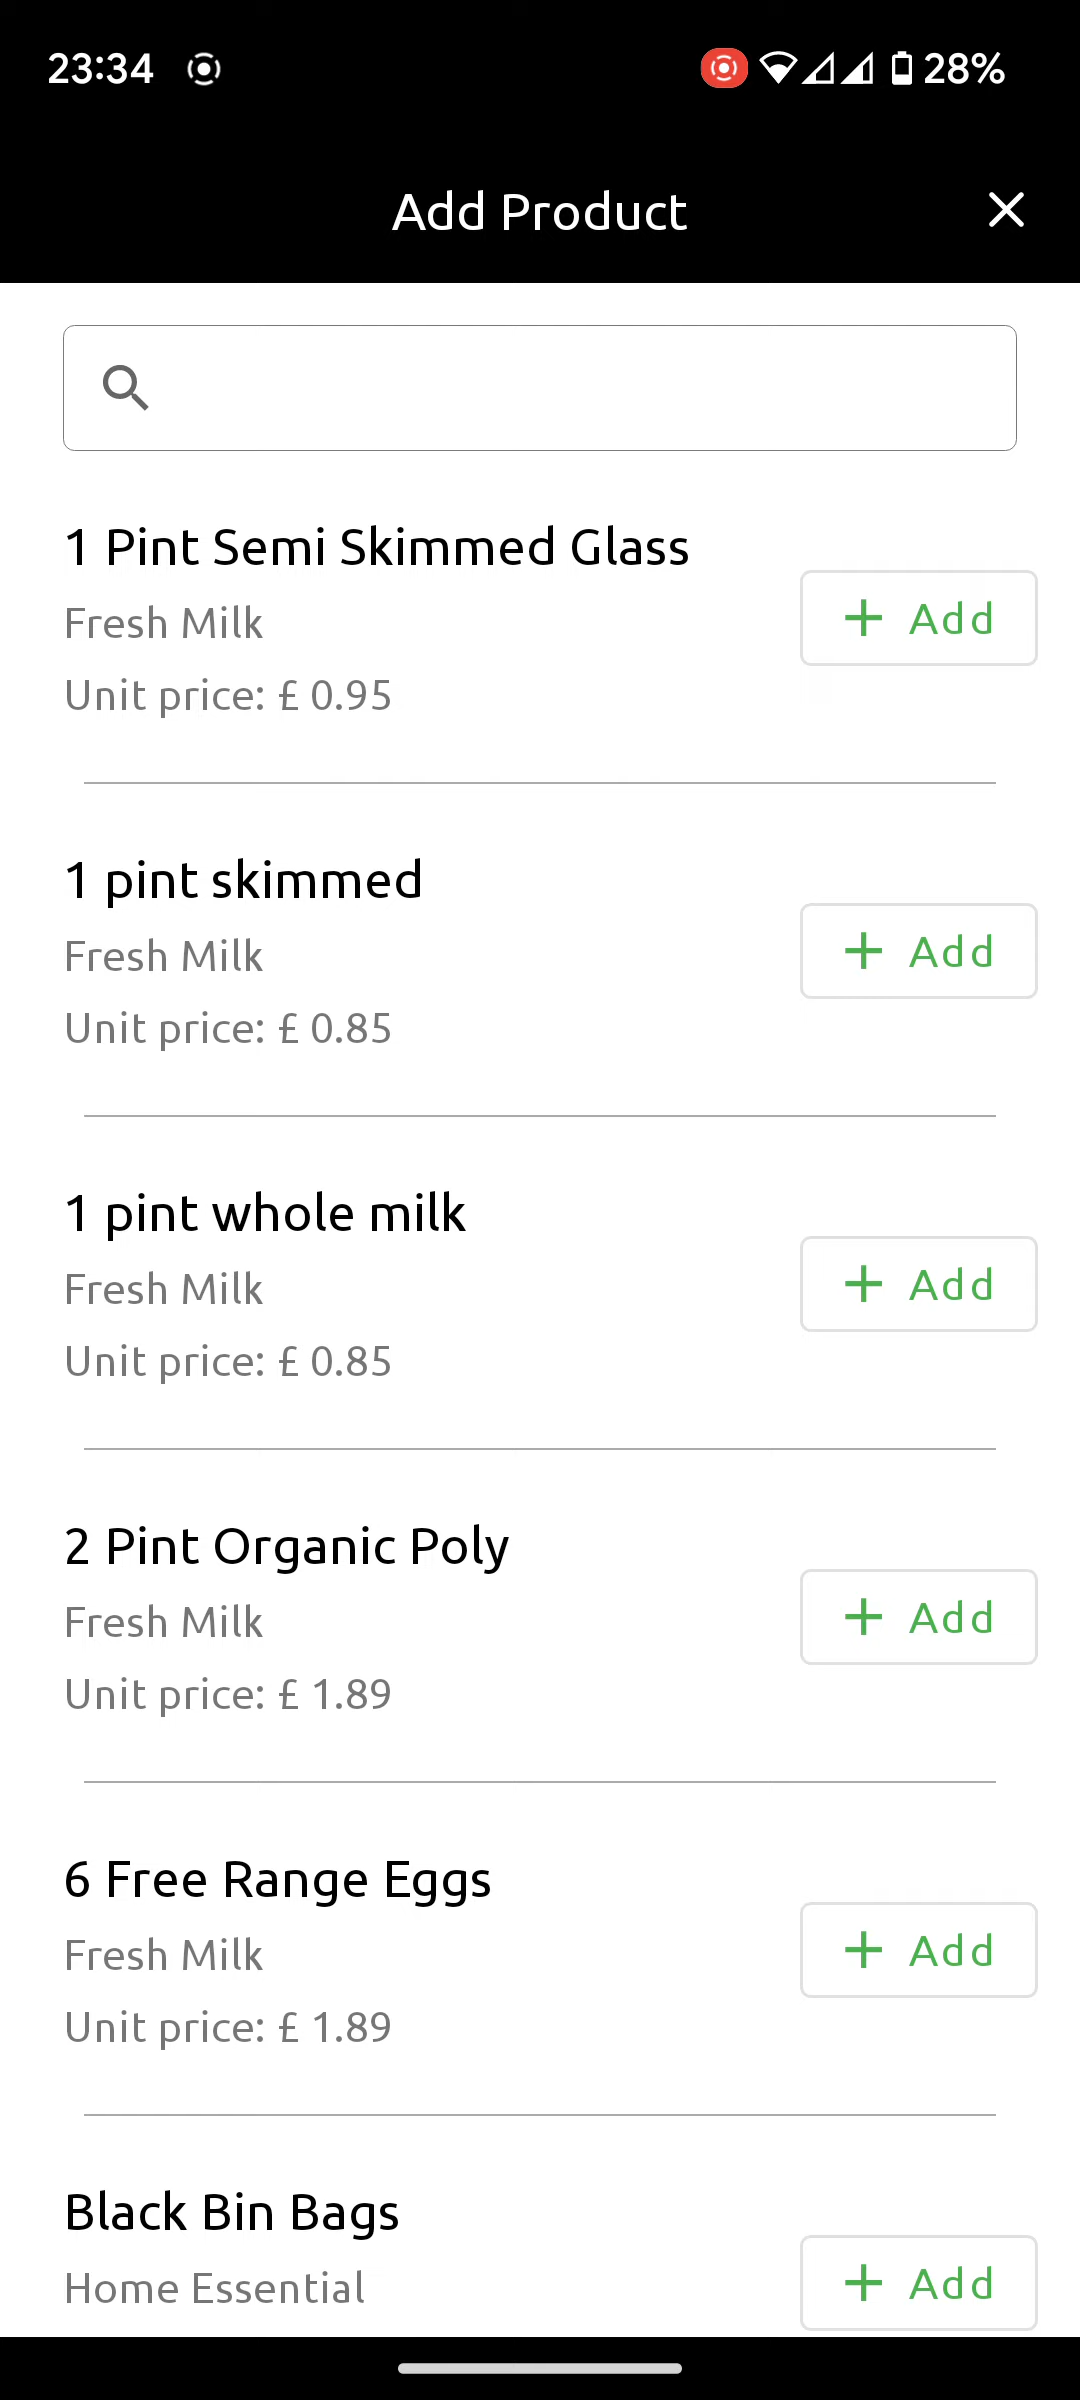 23:34
28%
Add Product
1 Pint Semi Skimmed Glass
Fresh Milk
Unit price: £ 0.95
Add
1 pint skimmed
Fresh Milk
Unit price: £ 0.85
Add
1 pint whole milk
Fresh Milk
Unit price: £ 0.85
Add
2 Pint Organic Poly
Fresh Milk
Unit price: £ 1.89
Add
6 Free Range Eggs
Fresh Milk
Unit price: £ 1.89
Add
Black Bin Bags
Home Essential
Add